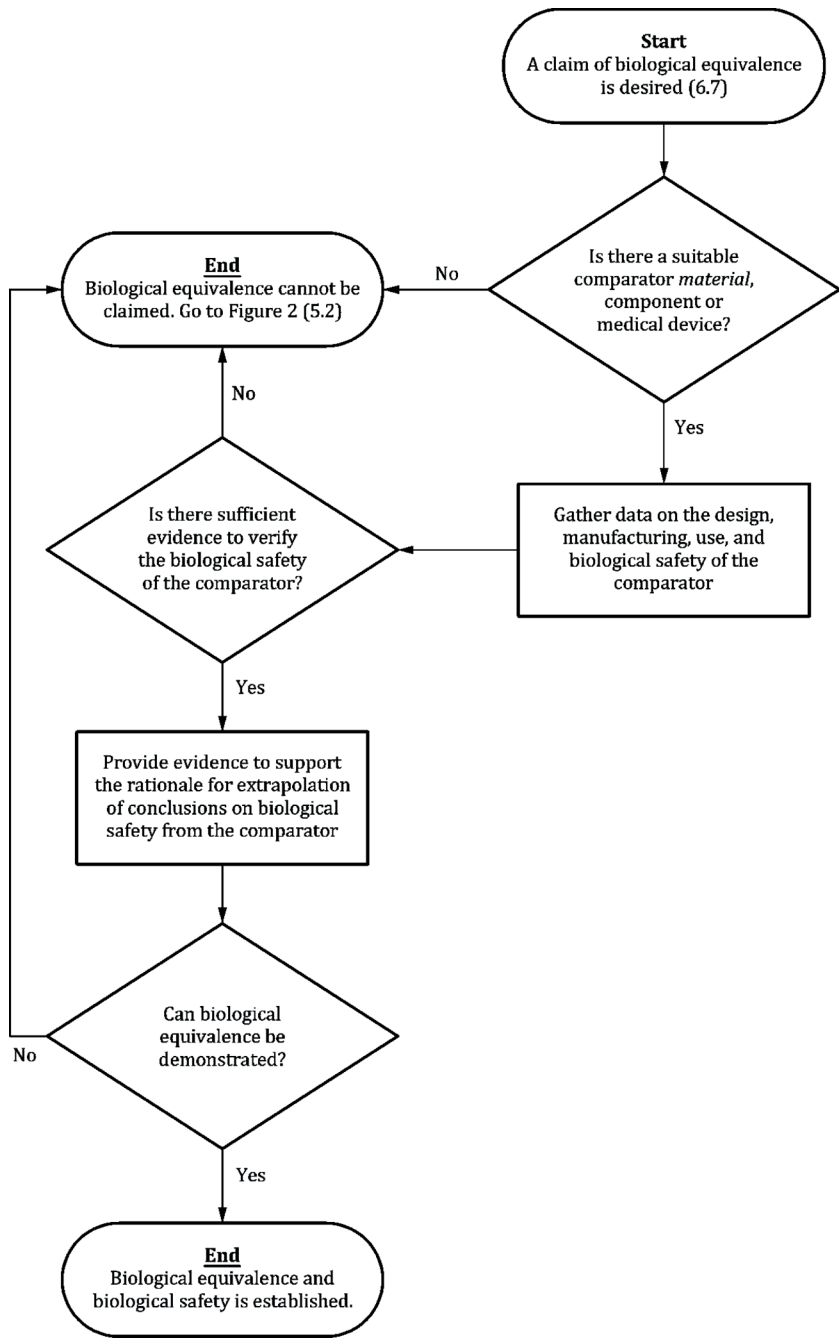 Start
A claim of biological equivalence
is desired (6.7)
Is there a suitable
comparator material,
component or
medical device?
No
End
Biological equivalence cannot be
claimed. Go to Figure 2 (5.2)
Yes
Gather data on the design,
manufacturing, use, and
biological safety of the
comparator
No
Is there sufficient
evidence to verify
the biological safety
of the comparator?
Yes
Provide evidence to support
the rationale for extrapolation
of conclusions on biological
safety from the comparator
Can biological
equivalence be
demonstrated?
No
Yes
End
Biological equivalence and
biological safety is established.